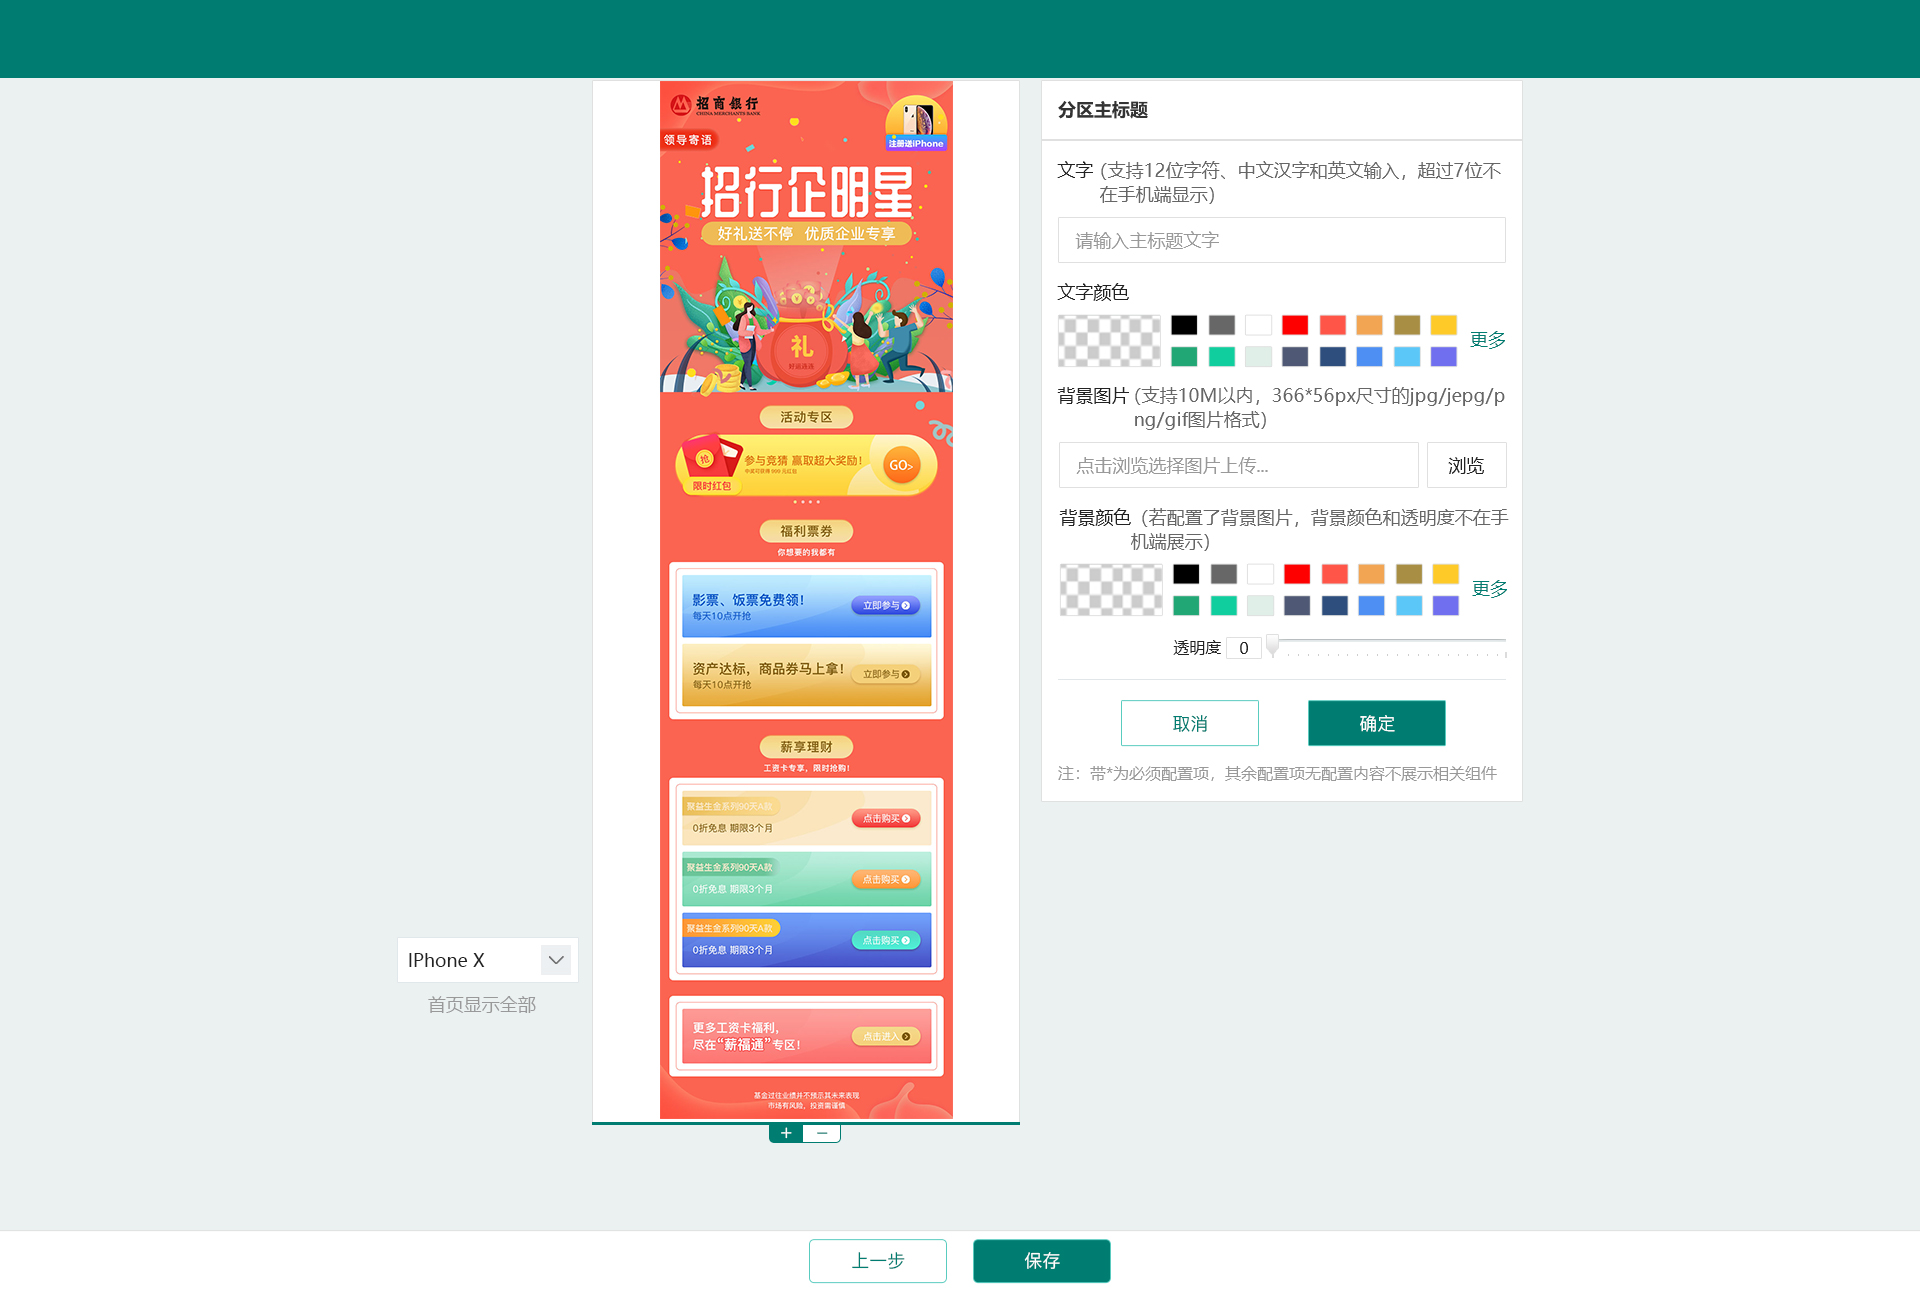 招商银行
CHINA MERCHANTS BANK
注册送iPhone
领导寄语
招行企明星
好礼送不停 优质企业专享
礼
好运连连
活动专区
抢
限时红包
参与竞猜 赢取超大奖励！
GO>
福利票券
你想要的我都有
影票、饭票免费领！
每天10点开抢
立即参与
资产达标，商品券马上拿！
每天10点开抢
立即参与
薪享理财
工资卡专享，限时抢购！
聚益生金系列90天A款
0折免息 期限3个月
点击购买
聚益生金系列90天A款
0折免息 期限3个月
点击购买
聚益生金系列90天A款
0折免息 期限3个月
点击购买
更多工资卡福利，
尽在“薪福通”专区！
点击进入
基金过往业绩并不预示其未来表现
市场有风险，投资需谨慎
+ −
IPhone X
首页显示全部
分区主标题
文字 (支持12位字符、中文汉字和英文输入，超过7位不
在手机端显示)
请输入主标题文字
文字颜色
更多
背景图片 (支持10M以内，366*56px尺寸的jpg/jepg/p
ng/gif图片格式)
点击浏览选择图片上传...
浏览
背景颜色（若配置了背景图片，背景颜色和透明度不在手
机端展示）
更多
透明度 0
取消
确定
注：带*为必须配置项，其余配置项无配置内容不展示相关组件
上一步
保存